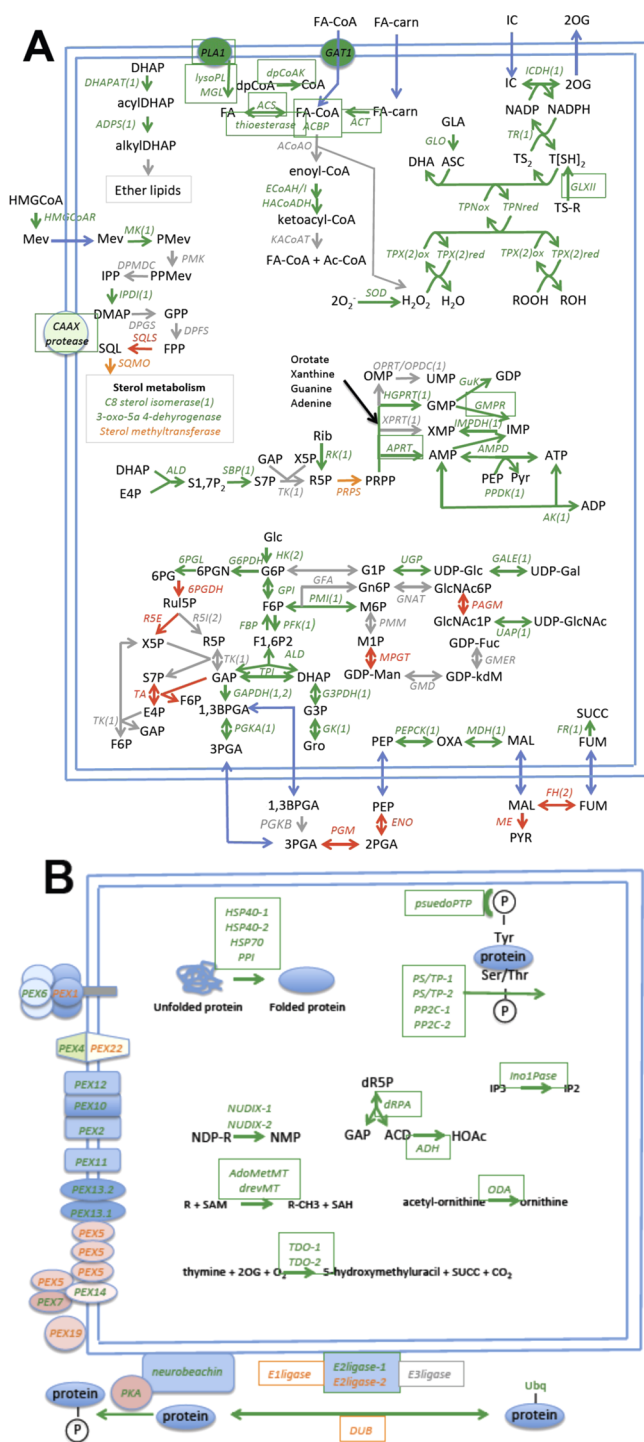 A
FA-CoA
FA-carn
IC
2OG
PLA1
GAT1
DHAP
DHAPAT(1)
acylDHAP
ADPS(1)
alkylDHAP
Ether lipids
lysoPL
MGL
dpCoAK
dpCoA
CoA
FA
ACS
thioesterase
FA-CoA
ACBP
ACT
FA-carn
ACoAO
enoyl-CoA
ECoAH/I
HACoADH
ketoacyl-CoA
KACoAT
FA-CoA + Ac-CoA
IC
ICDH(1)
2OG
NADP
NADPH
TR(1)
GLA
GLO
DHA
ASC
TS2
T[SH]2
GLXII
TS-R
TPNox
TPNred
TPX(2)ox
TPX(2)red
TPX(2)ox
TPX(2)red
2O2-
SOD
H2O2
H2O
ROOH
ROH
HMGCoA
HMGCoAR
Mev
Mev
MK(1)
PMev
PMK
DPMDC
IPP
PPMev
IPDI(1)
DMAP
GPP
DPGS
DPFS
CAAX
protease
SQLS
SQL
FPP
SQMO
Sterol metabolism
C8 sterol isomerase(1)
3-oxo-5a 4-dehyrogenase
Sterol methyltransferase
Orotate
Xanthine
Guanine
Adenine
OPRT/OPDC(1)
OMP
UMP
GuK
GDP
HGPRT(1)
GMP
GMPR
XPRT(1)
XMP
IMPDH(1)
IMP
APRT
AMP
AMPD
ATP
PEP
Pyr
PPDK(1)
ADP
AK(1)
DHAP
ALD
E4P
S1,7P2
SBP(1)
S7P
GAP
X5P
TK(1)
Rib
RK(1)
R5P
PRPS
PRPP
Glc
HK(2)
6PGL
G6PDH
6PG
6PGN
G6P
G1P
UGP
UDP-Glc
GALE(1)
UDP-Gal
6PGDH
GPI
GFA
Gn6P
GNAT
GlcNAc6P
Rul5P
F6P
PMI(1)
M6P
PAGM
R5E
R5I(2)
FBP
PFK(1)
PMM
GlcNAc1P
UAP(1)
UDP-GlcNAc
X5P
R5P
F1,6P2
M1P
GDP-Fuc
TK(1)
ALD
MPGT
GMER
S7P
GAP
TPI
DHAP
GDP-Man
GMD
GDP-kdM
TA
F6P
GAPDH(1,2)
G3PDH(1)
E4P
1,3BPGA
G3P
TK(1)
GAP
PGKA(1)
GK(1)
F6P
3PGA
Gro
PEP
PEPCK(1)
OXA
MDH(1)
MAL
SUCC
FR(1)
FUM
1,3BPGA
PGKB
3PGA
PGM
2PGA
ENO
PEP
MAL
FH(2)
FUM
ME
PYR
B
HSP40-1
HSP40-2
HSP70
PPI
Unfolded protein
Folded protein
psuedoPTP
P
Tyr
protein
Ser/Thr
P
PS/TP-1
PS/TP-2
PP2C-1
PP2C-2
PEX6
PEX1
PEX4
PEX22
PEX12
PEX10
PEX2
PEX11
PEX13.2
PEX13.1
PEX5
PEX5
PEX5
PEX5
PEX14
PEX7
PEX19
NUDIX-1
NUDIX-2
NDP-R
NMP
dR5P
dRPA
GAP
ACD
HOAc
ADH
Ino1Pase
IP3
IP2
AdoMetMT
drevMT
R + SAM
R-CH3 + SAH
ODA
acetyl-ornithine
ornithine
TDO-1
TDO-2
thymine + 2OG + O2
5-hydroxymethyluracil + SUCC + CO2
neurobeachin
PKA
protein
P
protein
E1ligase
E2ligase-1
E2ligase-2
E3ligase
DUB
Ubq
protein